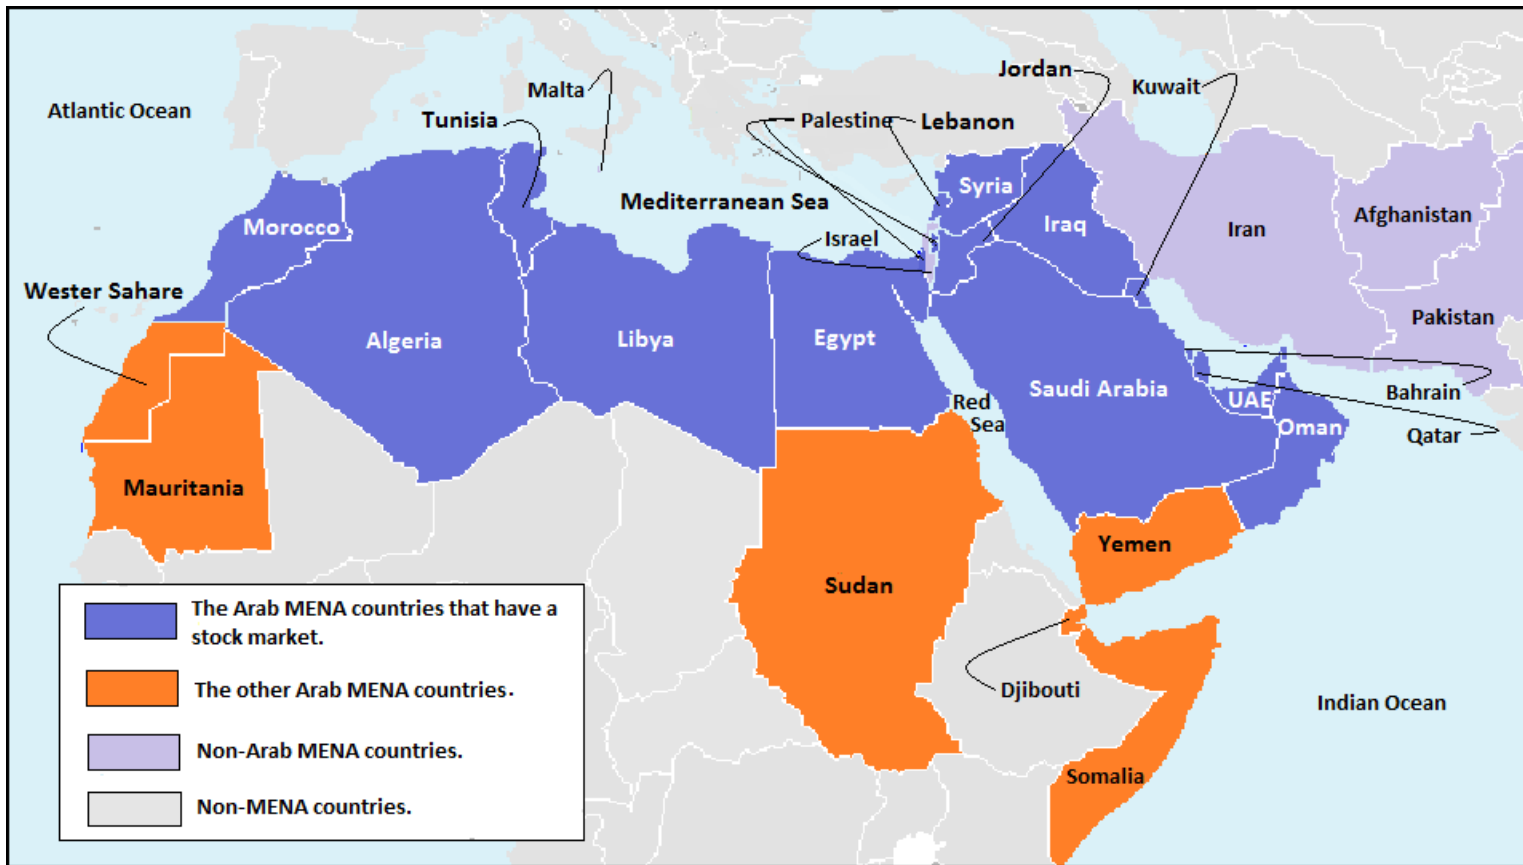 Jordan
Malta
Kuwait
Atlantic Ocean
Tunisia
Palestine
Lebanon
Syria
Mediterranean Sea
Afghanistan
Morocco
Iraq
Iran
Israel
Wester Sahare
Pakistan
Algeria
Libya
Egypt
Saudi Arabia
Bahrain
UAE
Red
Sea
Oman
Qatar
Mauritania
Yemen
Sudan
The Arab MENA countries that have a
stock market.
The other Arab MENA countries.
Djibouti
Indian Ocean
Non-Arab MENA countries.
Somalia
Non-MENA countries.